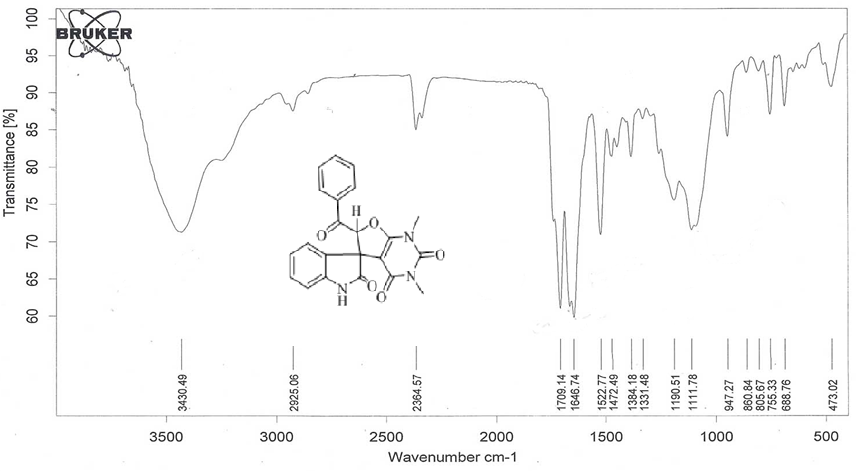 BRUKER
Transmittance [%]
100
95
90
85
80
75
70
65
60
H
O
O
N
O
N
O
O
N
H
3430.49
2925.06
2364.57
1709.14
1646.74
1522.77
1472.49
1384.18
1331.48
1190.51
1111.78
947.27
860.84
805.67
755.33
688.76
473.02
3500
3000
2500
2000
1500
1000
500
Wavenumber cm-1